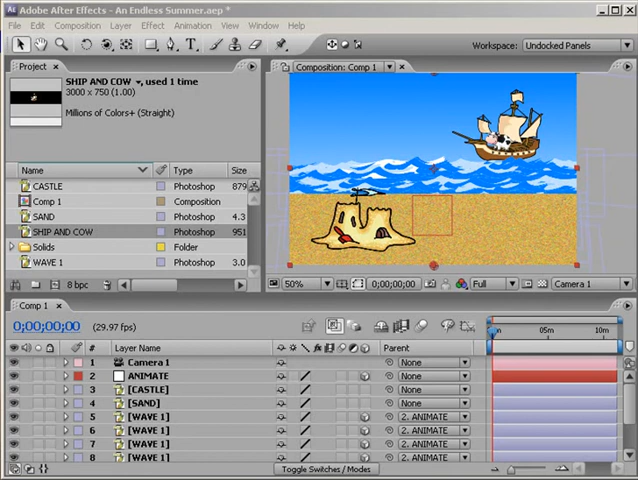 Adobe After Effects - An Endless Summer.aep *
File Edit Composition Layer Effect Animation View Window Help
Workspace: Undocked Panels
Project
Composition: Comp 1
SHIP AND COW , used 1 time
3000 x 750 (1.00)
Millions of Colors+ (Straight)
Name Type Size
CASTLE Photoshop 879
Comp 1 Composition
SAND Photoshop 4.3
SHIP AND COW Photoshop 951
Solids Folder
WAVE 1 Photoshop 3.0
8 bpc
50% 0;00;00;00 Full
Comp 1
0;00;00;00 (29.97 fps)
# Layer Name Parent 05m 10m
1 Camera 1 None
2 ANIMATE None
3 [CASTLE] None
4 [SAND] None
5 [WAVE 1] 2. ANIMATE
6 [WAVE 1] 2. ANIMATE
7 [WAVE 1] 2. ANIMATE
8 [WAVE 1] 2. ANIMATE
Toggle Switches / Modes